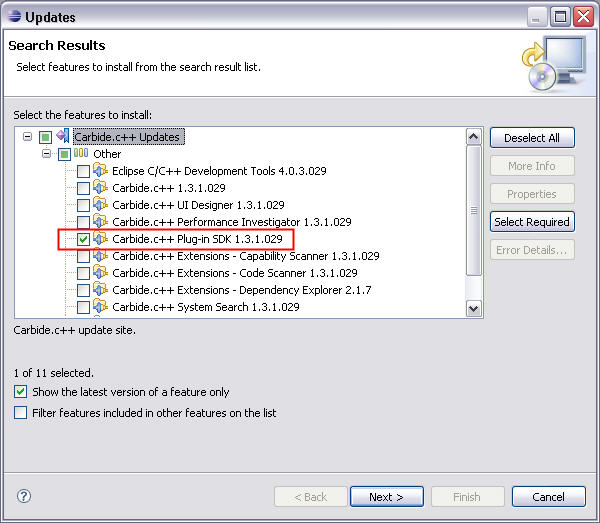 Updates
Search Results
Select features to install from the search result list.
Select the features to install:
Carbide.c++ Updates
Other
Eclipse C/C++ Development Tools 4.0.3.029
Carbide.c++ 1.3.1.029
Carbide.c++ UI Designer 1.3.1.029
Carbide.c++ Performance Investigator 1.3.1.029
Carbide.c++ Plug-in SDK 1.3.1.029
Carbide.c++ Extensions - Capability Scanner 1.3.1.029
Carbide.c++ Extensions - Code Scanner 1.3.1.029
Carbide.c++ Extensions - Dependency Explorer 2.1.7
Carbide.c++ System Search 1.3.1.029
Deselect All
More Info
Properties
Select Required
Error Details...
Carbide.c++ update site.
1 of 11 selected.
Show the latest version of a feature only
Filter features included in other features on the list
?
< Back
Next >
Finish
Cancel